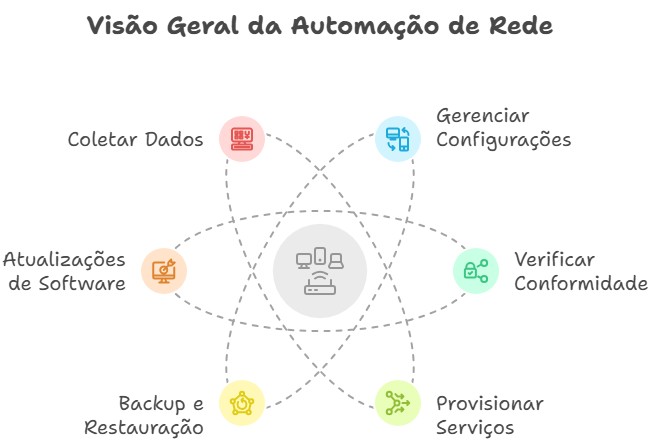 Visão Geral da Automação de Rede
Coletar Dados
Gerenciar
Configurações
Atualizações
de Software
Verificar
Conformidade
Backup e
Restauração
Provisionar
Serviços